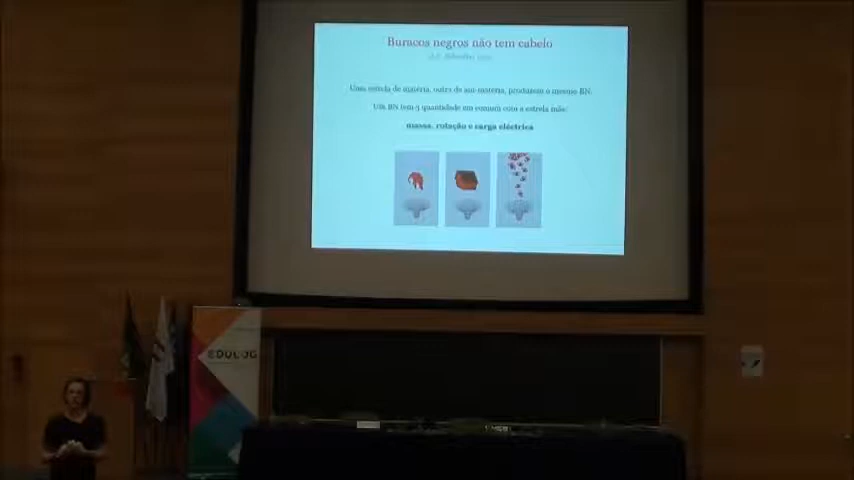 Buracos negros não tem cabelo
Uma estrela de matéria, outra de anti-matéria, produzem o mesmo BN.
Um BN tem 3 quantidade em comum com a estrela mãe:
massa, rotação e carga eléctrica
EDULOG